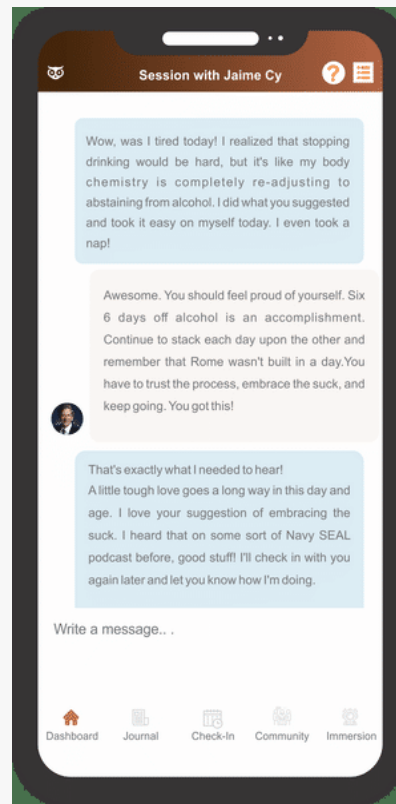 Session with Jaime Cy
?
Wow, was I tired today! I realized that stopping
drinking would be hard, but it's like my body
chemistry is completely re-adjusting to
abstaining from alcohol. I did what you suggested
and took it easy on myself today. I even took a
nap!
Awesome. You should feel proud of yourself. Six
6 days off alcohol is an accomplishment.
Continue to stack each day upon the other and
remember that Rome wasn't built in a day.You
have to trust the process, embrace the suck, and
keep going. You got this!
That's exactly what I needed to hear!
A little tough love goes a long way in this day and
age. I love your suggestion of embracing the
suck. I heard that on some sort of Navy SEAL
podcast before, good stuff! I'll check in with you
again later and let you know how I'm doing.
Write a message.. .
Dashboard Journal Check-In Community Immersion